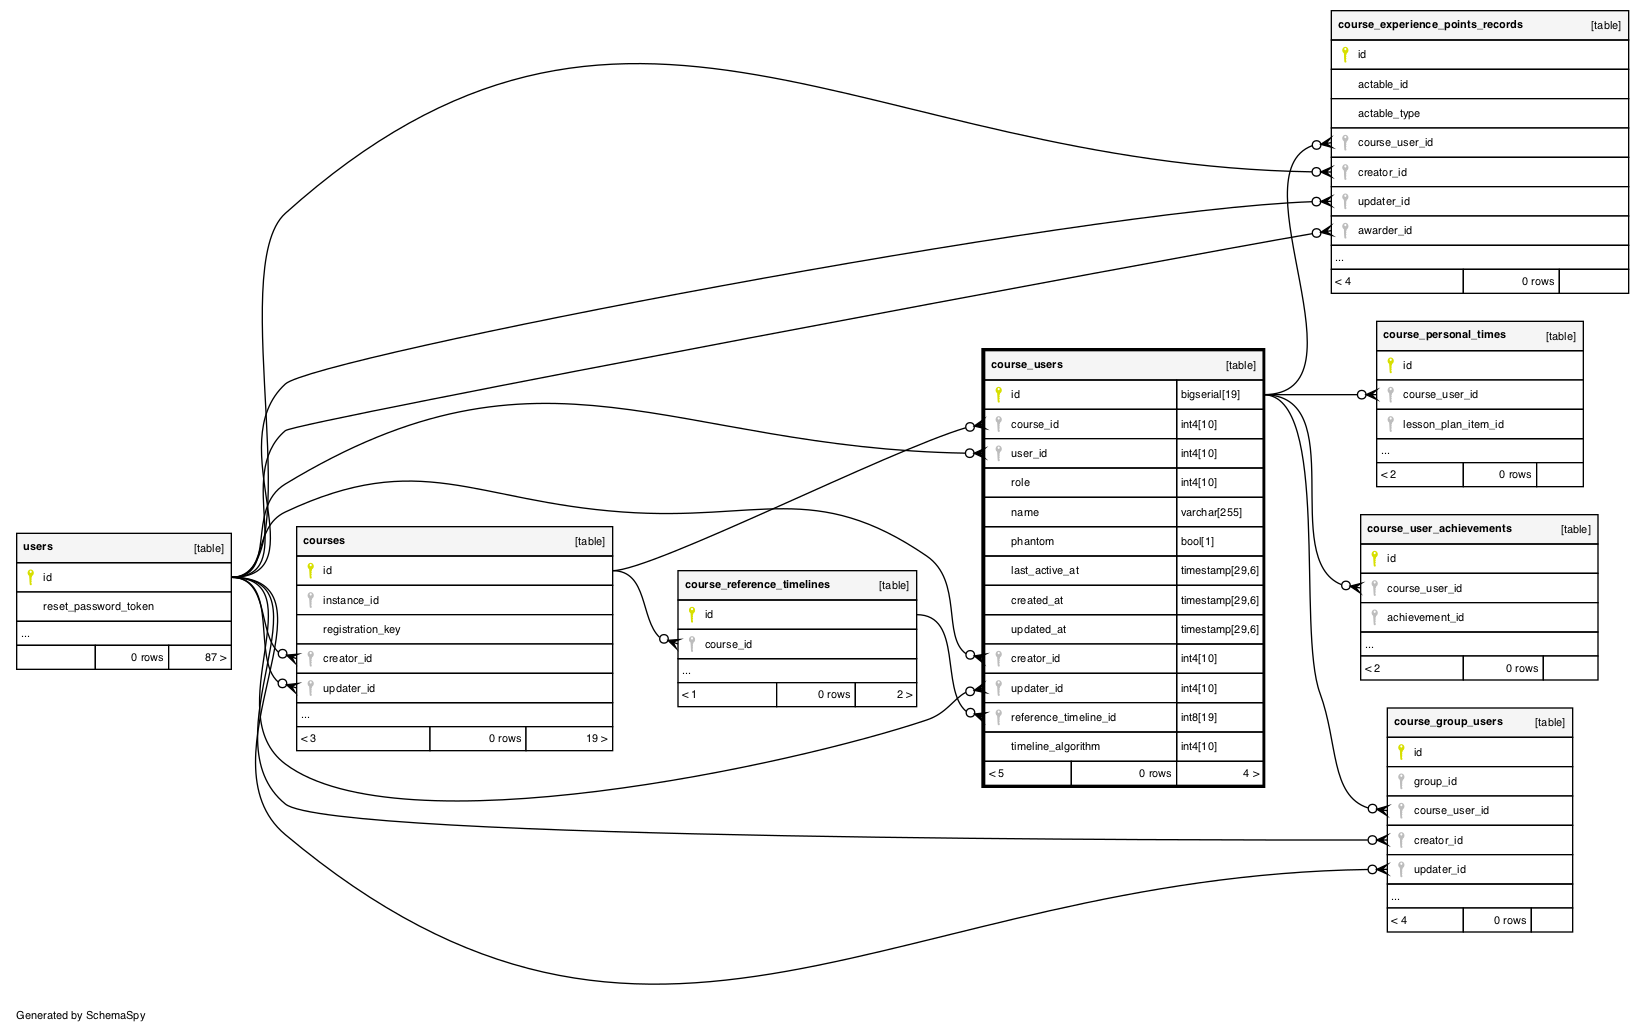 course_experience_points_records [table]
id
actable_id
actable_type
course_user_id
creator_id
updater_id
awarder_id
...
< 4 0 rows
course_personal_times [table]
id
course_user_id
lesson_plan_item_id
...
< 2 0 rows
course_users [table]
id bigserial[19]
course_id int4[10]
user_id int4[10]
role int4[10]
name varchar[255]
phantom bool[1]
last_active_at timestamp[29,6]
created_at timestamp[29,6]
updated_at timestamp[29,6]
creator_id int4[10]
updater_id int4[10]
reference_timeline_id int8[19]
timeline_algorithm int4[10]
< 5 0 rows 4 >
users [table]
id
reset_password_token
...
0 rows 87 >
courses [table]
id
instance_id
registration_key
creator_id
updater_id
...
< 3 0 rows 19 >
course_reference_timelines [table]
id
course_id
...
< 1 0 rows 2 >
course_user_achievements [table]
id
course_user_id
achievement_id
...
< 2 0 rows
course_group_users [table]
id
group_id
course_user_id
creator_id
updater_id
...
< 4 0 rows
Generated by SchemaSpy